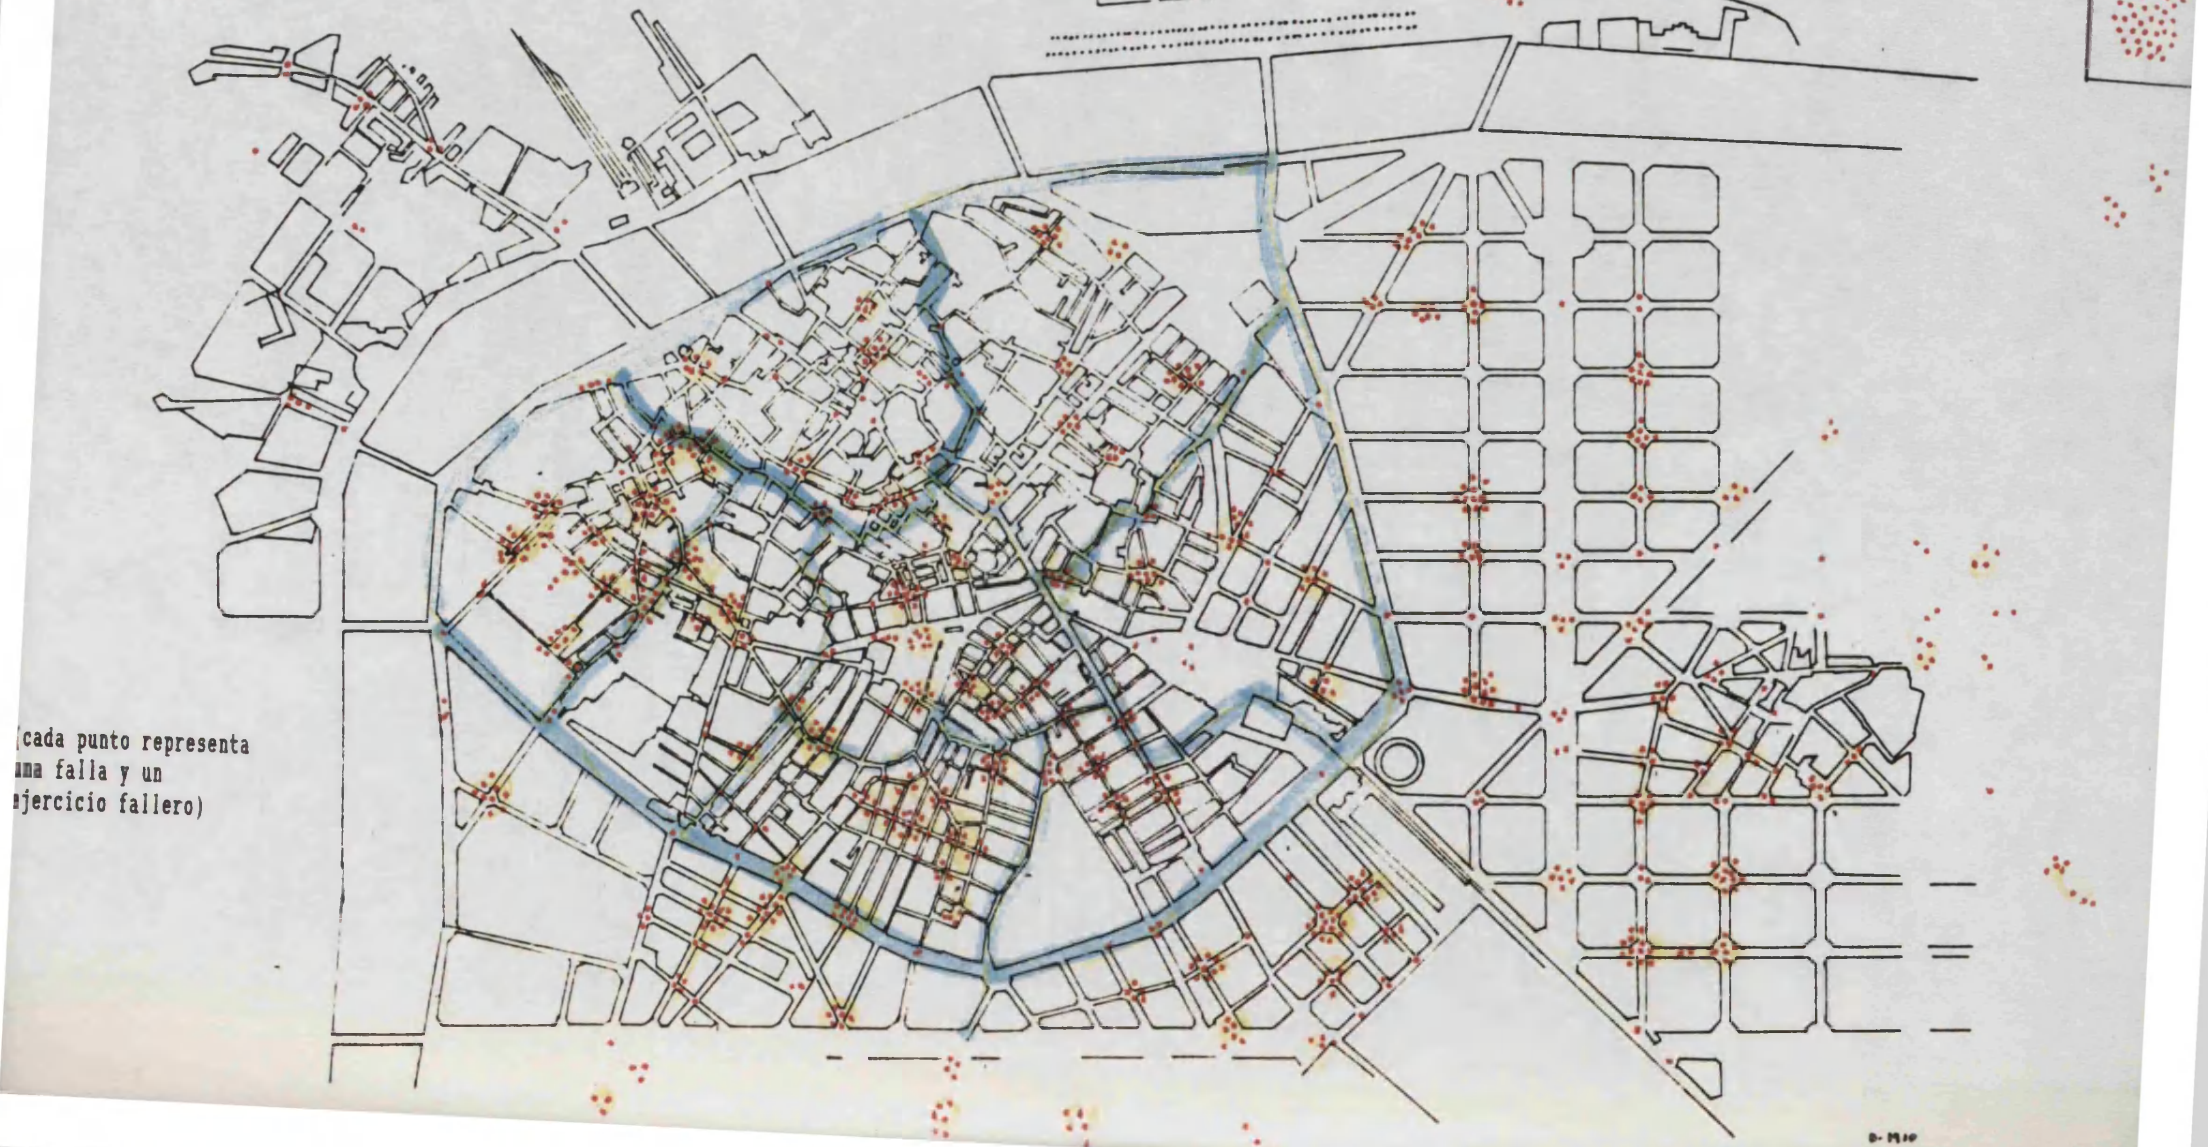 (cada punto representa
una falla y un
ejercicio fallero)